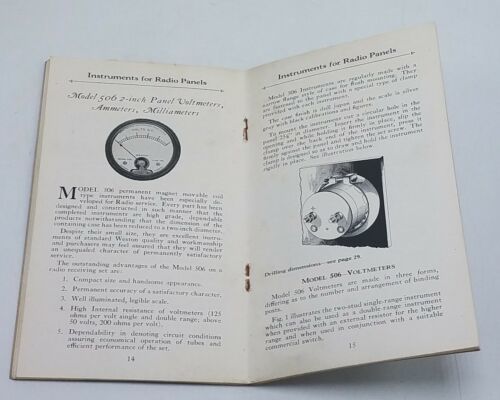 Instruments for Radio Panels
Model 506 2-inch Panel Voltmeters,
Ammeters, Milliameters
MODEL 506 permanent magnet movable coil
type instruments have been especially de-
veloped for Radio service. Every part has been
designed and constructed in such manner that the
completed instruments are high grade, dependable
products notwithstanding that the dimension of the
containing case has been reduced to a two-inch diameter.
Despite their small size, they are excellent instru-
ments of standard Weston quality and workmanship
and purchasers may feel assured that they will render
an unequaled character of permanently satisfactory
service.
The outstanding advantages of the Model 506 on a
radio receiving set are:
1. Compact size and handsome appearance.
2. Permanent accuracy of a satisfactory character.
3. Well illuminated, legible scale.
4. High Internal resistance of voltmeters (125
ohms per volt single and double range; above
50 volts, 200 ohms per volt).
5. Dependability in denoting circuit conditions
assuring economical operation of tubes and
efficient performance of the set.
14
Instruments for Radio Panels
Model 506 Instruments are regularly made with a
narrow flange style of case for flush mounting. They
are fastened to the panel with a special type of clamp
provided with each instrument.
The case finish is dull japan and the scale is silver
grey with black calibrations and figures.
To mount the instrument cut a circular hole in the
panel 2⅛" in diameter. Insert the instrument in the
opening and while holding it firmly in place, slip the
clamp over the back end of the instrument, press it
firmly against the panel and tighten the set screw. The
clamp is designed so as to draw and hold the instrument
rigidly in place. See illustration below.
Drilling dimensions—see page 29.
MODEL 506 VOLTMETERS
Model 506 Voltmeters are made in three forms,
differing as to the number and arrangement of binding
posts.
Fig. 1 illustrates the two-stud single-range instrument
which can also be used as a double-range instrument
when provided with an external resistor for the higher
range and when used in conjunction with a suitable
commercial switch.
15